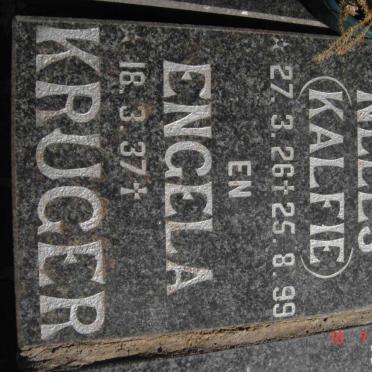 (KALFIE)
* 27.3.26 † 25.8.99
EN
ENGELA
* 18.3.37 †
KRUGER